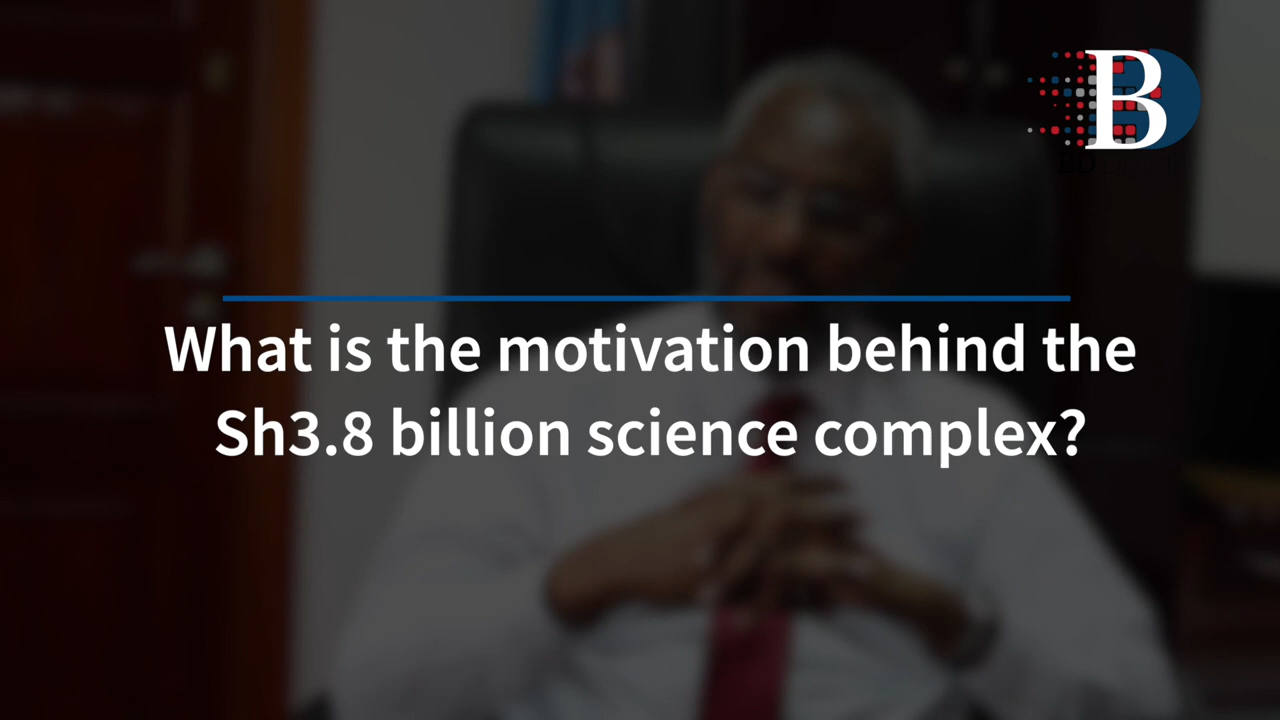 B
What is the motivation behind the
Sh3.8 billion science complex?